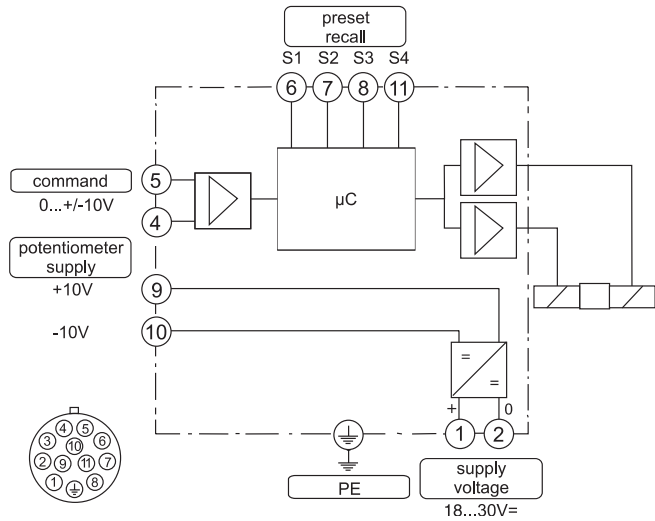 preset
recall
S1 S2 S3 S4
6 7 8 11
command
0...+/-10V
5
4
µC
potentiometer
supply
+10V
9
-10V
10
=
=
+ 0
1 2
PE
supply
voltage
18...30V=
4 5
3 10 6
2 9 11 7
1 8